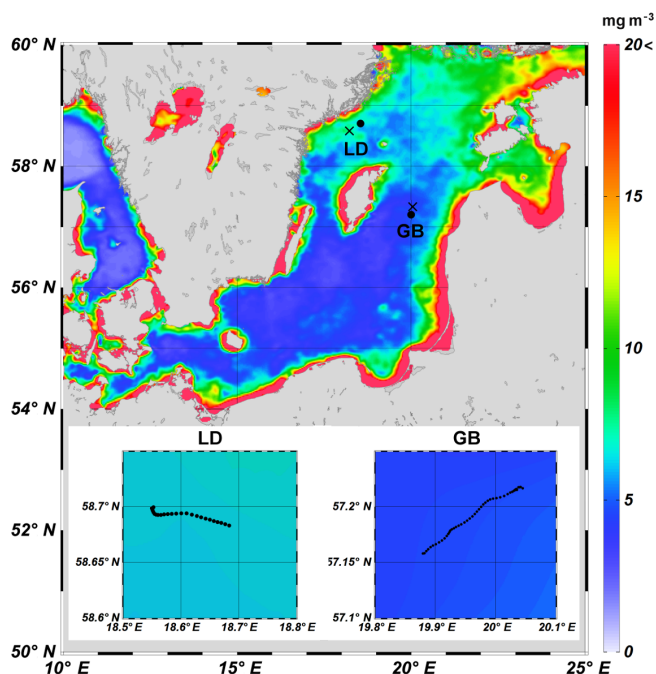 mg m⁻³
60° N
20<
58° N
LD
15
GB
56° N
10
54° N
LD
GB
58.7° N
57.2° N
5
52° N
58.65° N
57.15° N
58.6° N
57.1° N
18.5° E 18.6° E 18.7° E 18.8° E
19.8° E 19.9° E 20° E 20.1° E
50° N
0
10° E 15° E 20° E 25° E